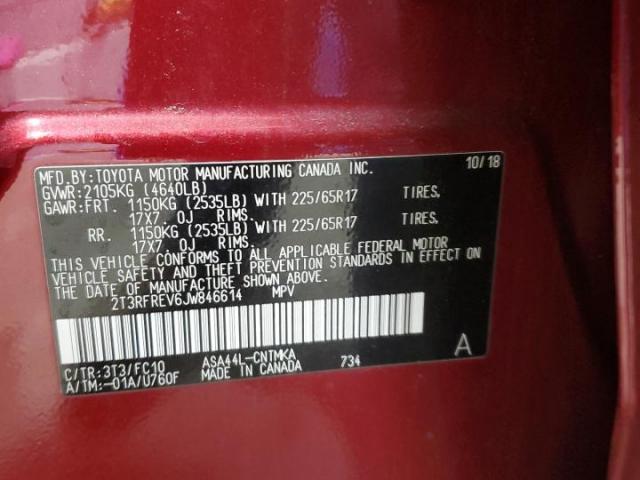 MFD.BY:TOYOTA MOTOR MANUFACTURING CANADA INC. 10/18
GVWR:2105KG (4640LB)
GAWR:FRT. 1150KG (2535LB) WITH 225/65R17 TIRES.
17X7. OJ RIMS.
RR. 1150KG (2535LB) WITH 225/65R17 TIRES.
17X7. OJ RIMS.
THIS VEHICLE CONFORMS TO ALL APPLICABLE FEDERAL MOTOR
VEHICLE SAFETY AND THEFT PREVENTION STANDARDS IN
EFFECT ON THE DATE OF MANUFACTURE SHOWN ABOVE.
2T3RFREV6JW846614 MPV
C/TR:3T3/FC10 ASA44L-CNTMKA 734 A
A/TM:-01A/U760F MADE IN CANADA